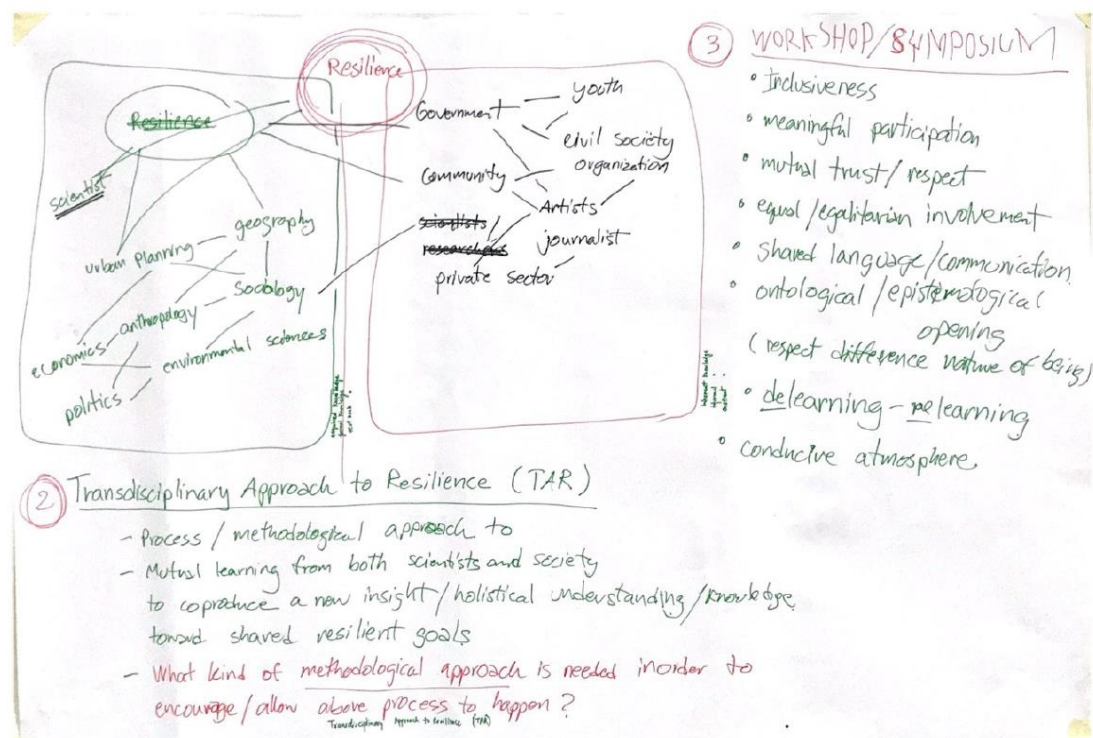 Resilience
Resilience
scientist
geography
urban planning
Sociology
anthropology
economics
environmental sciences
politics
Government
youth
civil society
organization
Community
Artists
researchers
journalist
private sector
2 Transdisciplinary Approach to Resilience (TAR)
- Process / methodological approach to
- Mutual learning from both scientists and society
to coproduce a new insight / holistical understanding / knowledge
toward shared resilient goals
- What kind of methodological approach is needed inorder to
encourage / allow above process to happen?
Transdisciplinary Approach to Resilience (TAR)
3 WORKSHOP/SYMPOSIUM
• Inclusiveness
• meaningful participation
• mutual trust / respect
• equal / egalitarian involvement
• shared language / communication
• ontological / epistemological
opening
(respect difference nature of being)
• delearning - relearning
• conducive atmosphere